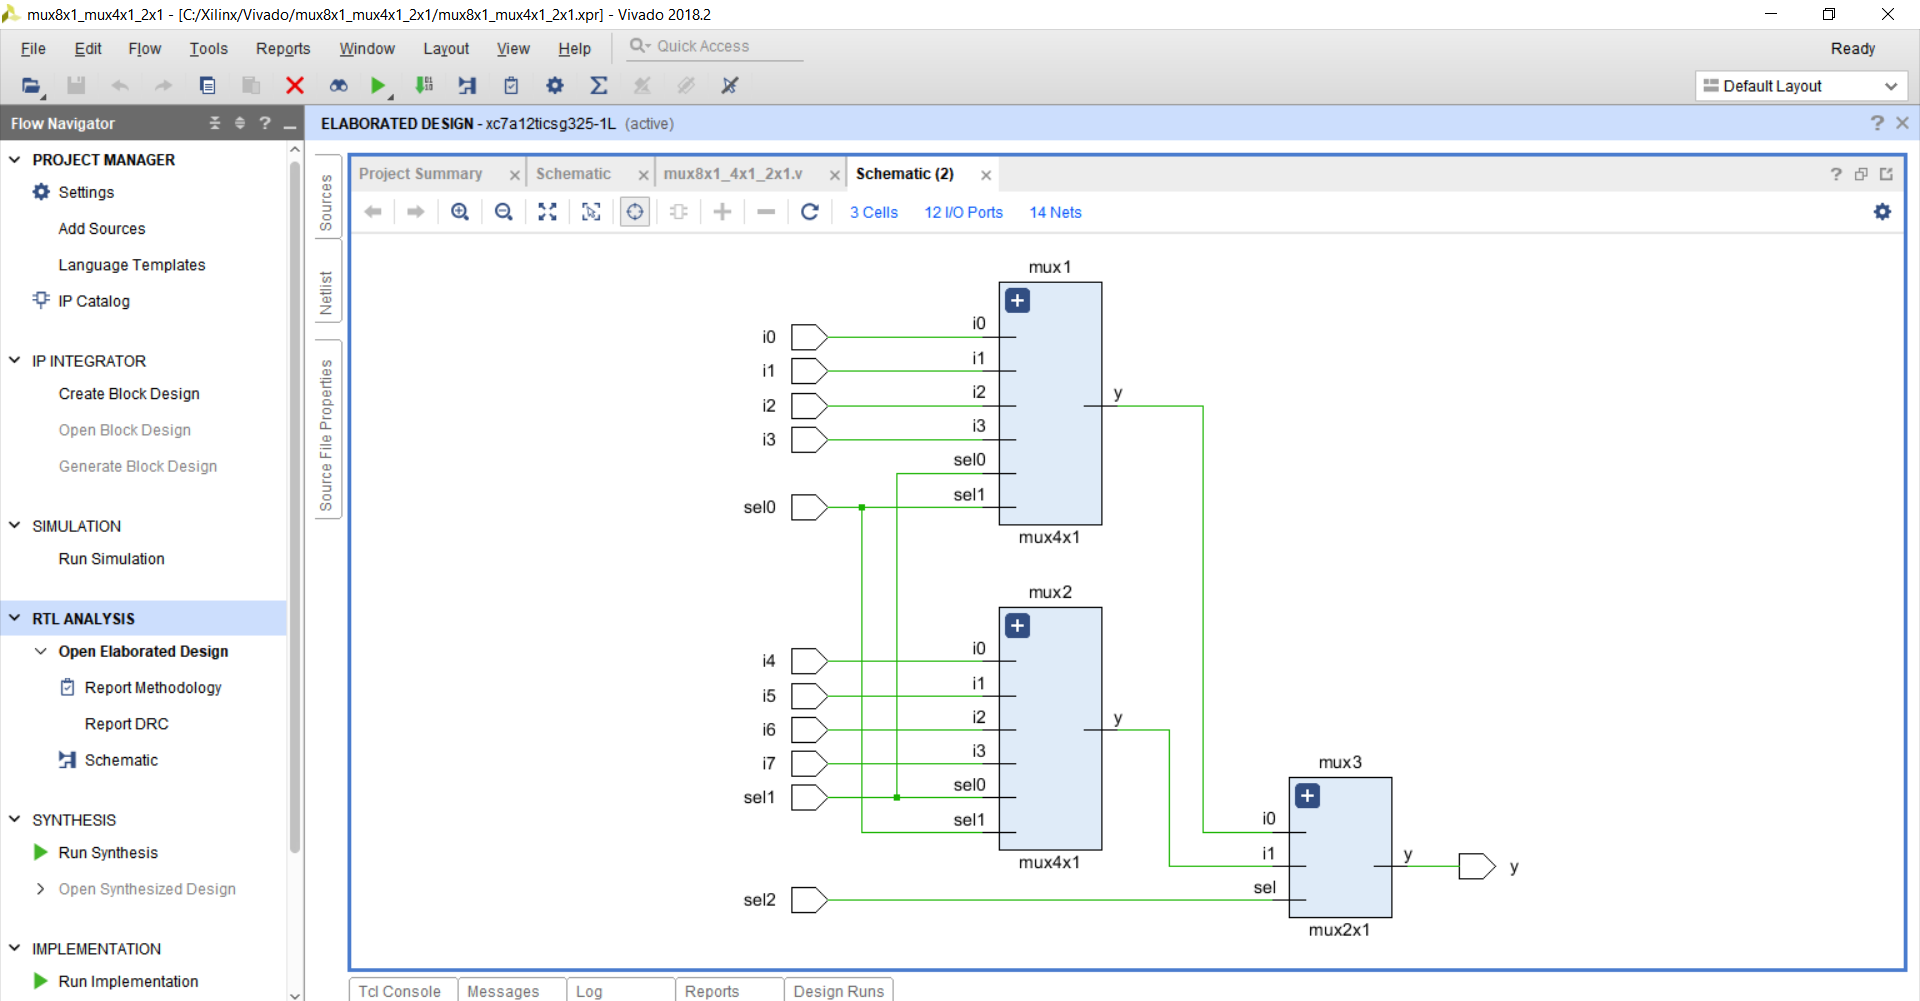 mux8x1_mux4x1_2x1 - [C:/Xilinx/Vivado/mux8x1_mux4x1_2x1/mux8x1_mux4x1_2x1.xpr] - Vivado 2018.2
File Edit Flow Tools Reports Window Layout View Help Quick Access Ready
Default Layout
Flow Navigator ?
ELABORATED DESIGN - xc7a12ticsg325-1L (active) ?
PROJECT MANAGER
Settings
Add Sources
Language Templates
IP Catalog
IP INTEGRATOR
Create Block Design
Open Block Design
Generate Block Design
SIMULATION
Run Simulation
RTL ANALYSIS
Open Elaborated Design
Report Methodology
Report DRC
Schematic
SYNTHESIS
Run Synthesis
Open Synthesized Design
IMPLEMENTATION
Run Implementation
Sources
Netlist
Source File Properties
Project Summary Schematic mux8x1_4x1_2x1.v Schematic (2) ?
3 Cells 12 I/O Ports 14 Nets
mux1
i0
i0
i1
i1
i2
i2
i3
i3
sel0
sel1
sel0
y
mux4x1
mux2
i0
i4
i1
i5
i2
i6
i3
i7
sel0
sel1
sel1
y
mux4x1
mux3
i0
i1
sel
sel2
y
y
mux2x1
Tcl Console Messages Log Reports Design Runs